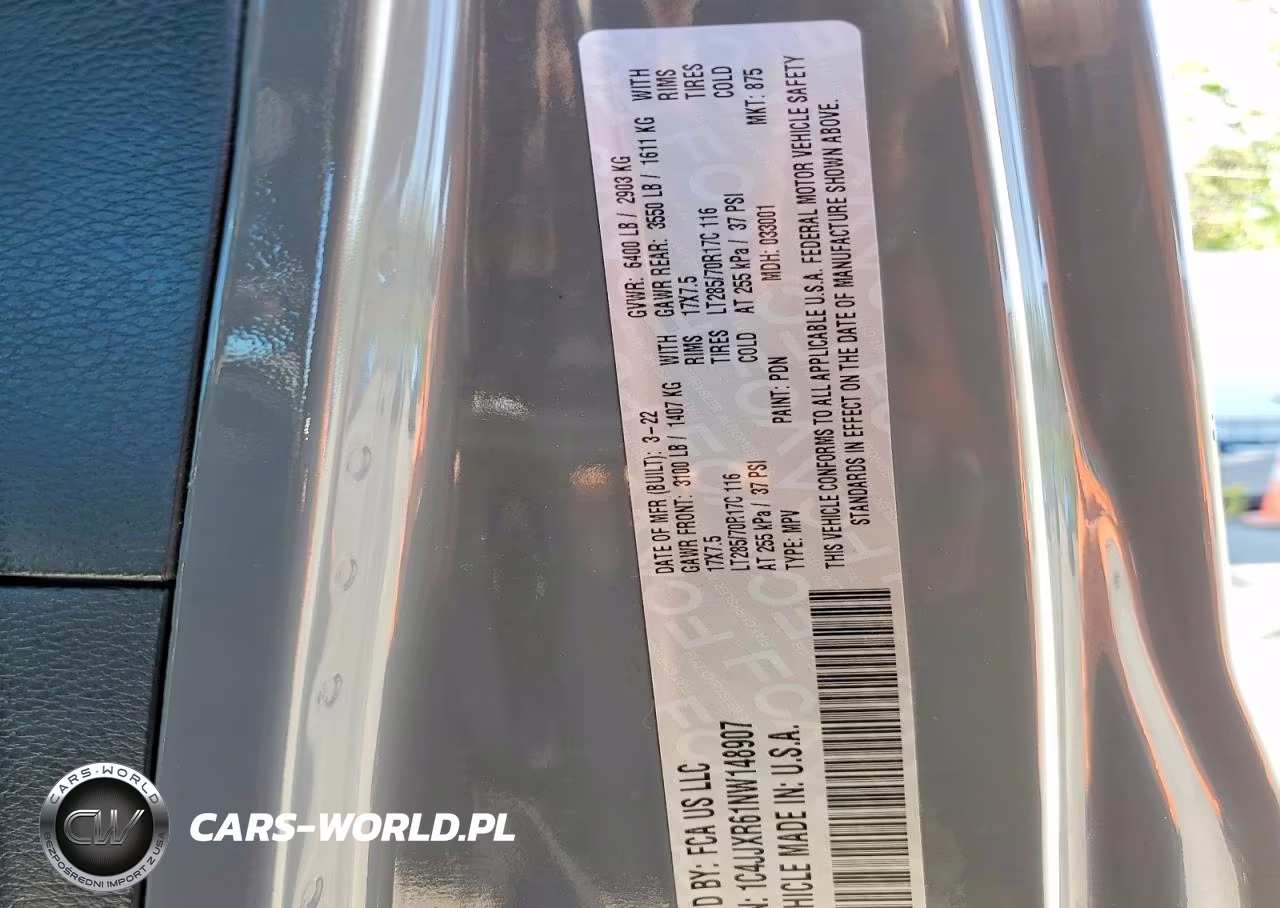 DATE OF MFR (BUILT): 3-22 GVWR: 6400 LB / 2903 KG
GAWR FRONT: 3100 LB / 1407 KG WITH GAWR REAR: 3550 LB / 1611 KG WITH
17X7.5 RIMS 17X7.5 RIMS
LT285/70R17C 116 TIRES LT285/70R17C 116 TIRES
AT 255 kPa / 37 PSI COLD AT 255 kPa / 37 PSI COLD
TYPE: MPV PAINT: PDN MDH: 033001 MKT: 875
THIS VEHICLE CONFORMS TO ALL APPLICABLE U.S.A. FEDERAL MOTOR VEHICLE SAFETY
STANDARDS IN EFFECT ON THE DATE OF MANUFACTURE SHOWN ABOVE.
D BY: FCA US LLC
N: 1C4JJXR61NW148907
HICLE MADE IN: U.S.A.
CARS-WORLD
CW
BEZPOŚREDNI IMPORT Z USA
CARS-WORLD.PL